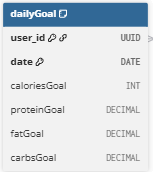 dailyGoal
user_id UUID
date DATE
caloriesGoal INT
proteinGoal DECIMAL
fatGoal DECIMAL
carbsGoal DECIMAL